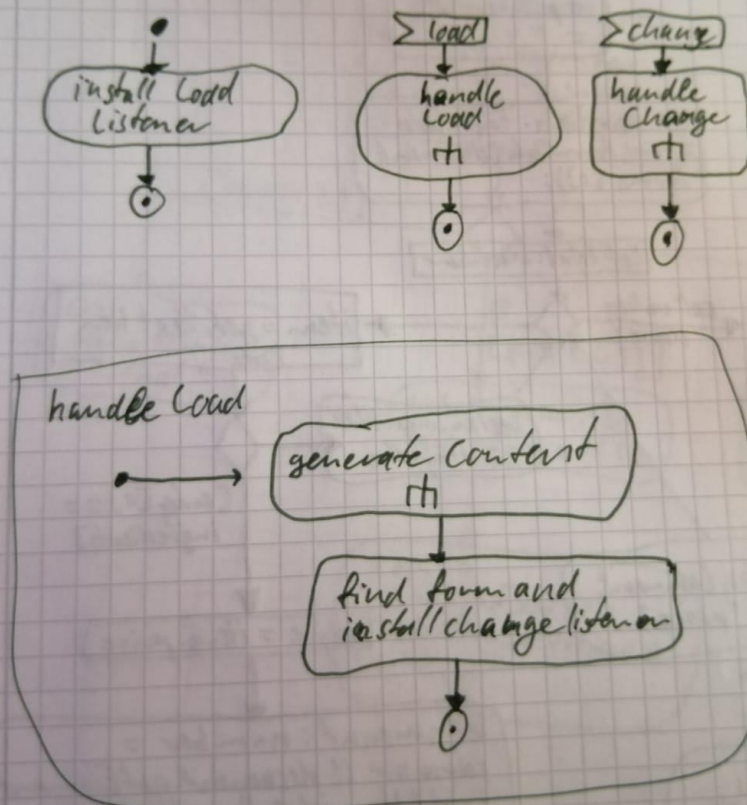 install Load
Listener
load
handle
Load
change
handle
Change
handle Load
generate Content
find form and
install change listener